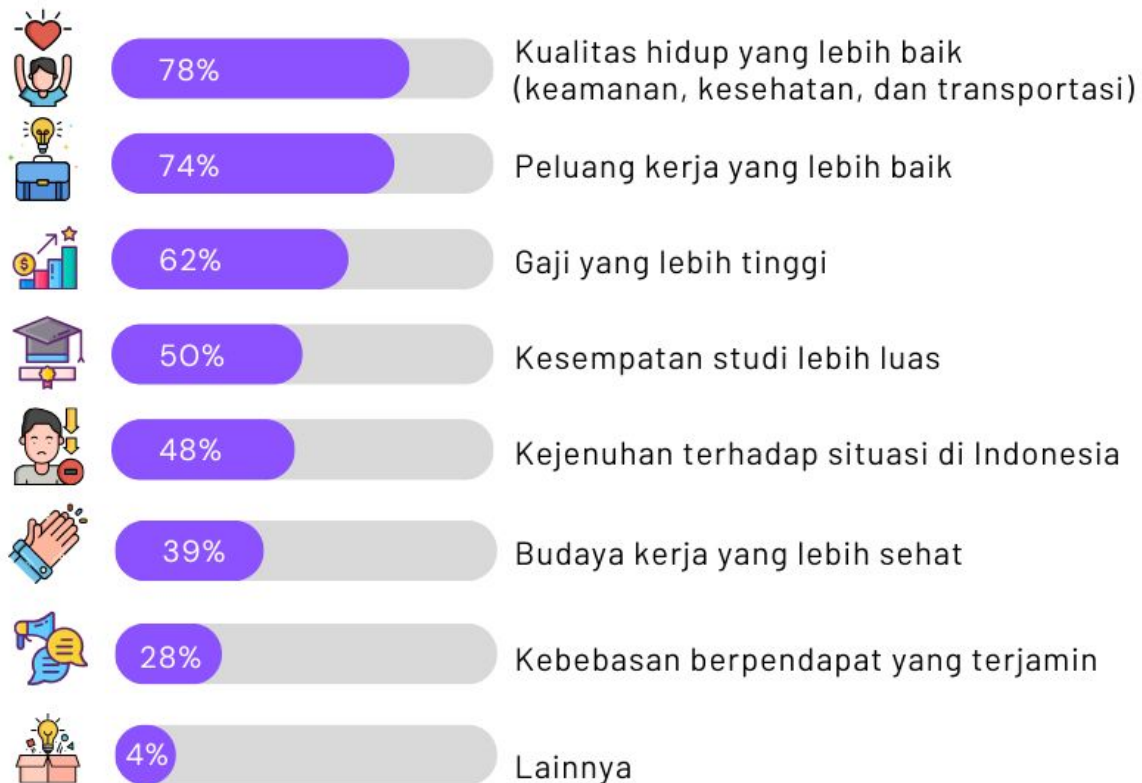 78%
Kualitas hidup yang lebih baik
(keamanan, kesehatan, dan transportasi)
74%
Peluang kerja yang lebih baik
62%
Gaji yang lebih tinggi
50%
Kesempatan studi lebih luas
48%
Kejenuhan terhadap situasi di Indonesia
39%
Budaya kerja yang lebih sehat
28%
Kebebasan berpendapat yang terjamin
4%
Lainnya